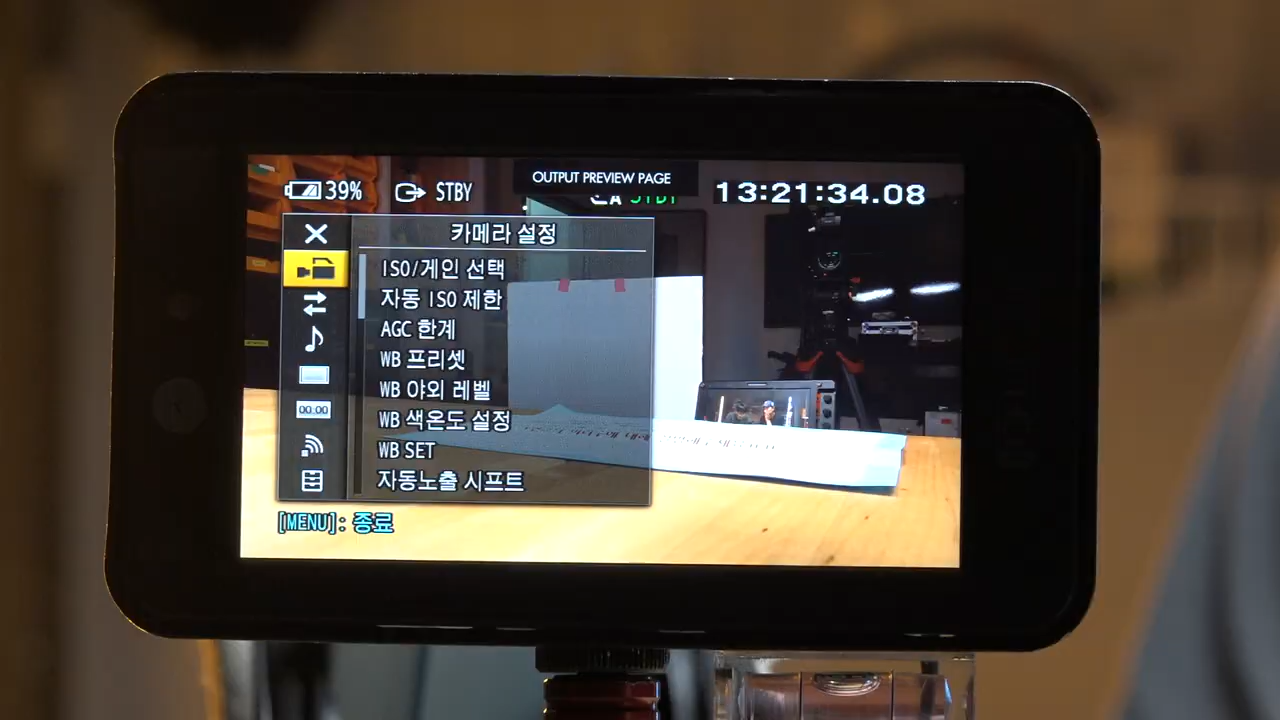 OUTPUT PREVIEW PAGE
39% STBY
13:21:34.08
카메라 설정
ISO/게인 선택
자동 ISO 제한
AGC 한계
WB 프리셋
WB 야외 레벨
WB 색온도 설정
00:00
WB SET
자동노출 시프트
[MENU]: 종료